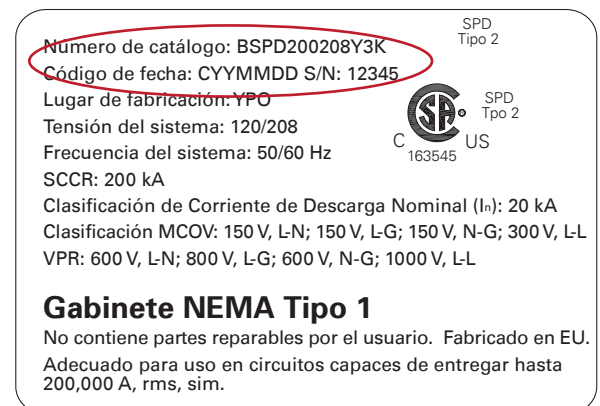 SPD
Tipo 2
Número de catálogo: BSPD200208Y3K
Código de fecha: CYYMMDD S/N: 12345
Lugar de fabricación: YPO
Tensión del sistema: 120/208
Frecuencia del sistema: 50/60 Hz
SCCR: 200 kA
SA
SPD
Tpo 2
C US
163545
Clasificación de Corriente de Descarga Nominal (In): 20 kA
Clasificación MCOV: 150 V, L-N; 150 V, L-G; 150 V, N-G; 300 V, L-L
VPR: 600 V, L-N; 800 V, L-G; 600 V, N-G; 1000 V, L-L
Gabinete NEMA Tipo 1
No contiene partes reparables por el usuario. Fabricado en EU.
Adecuado para uso en circuitos capaces de entregar hasta
200,000 A, rms, sim.